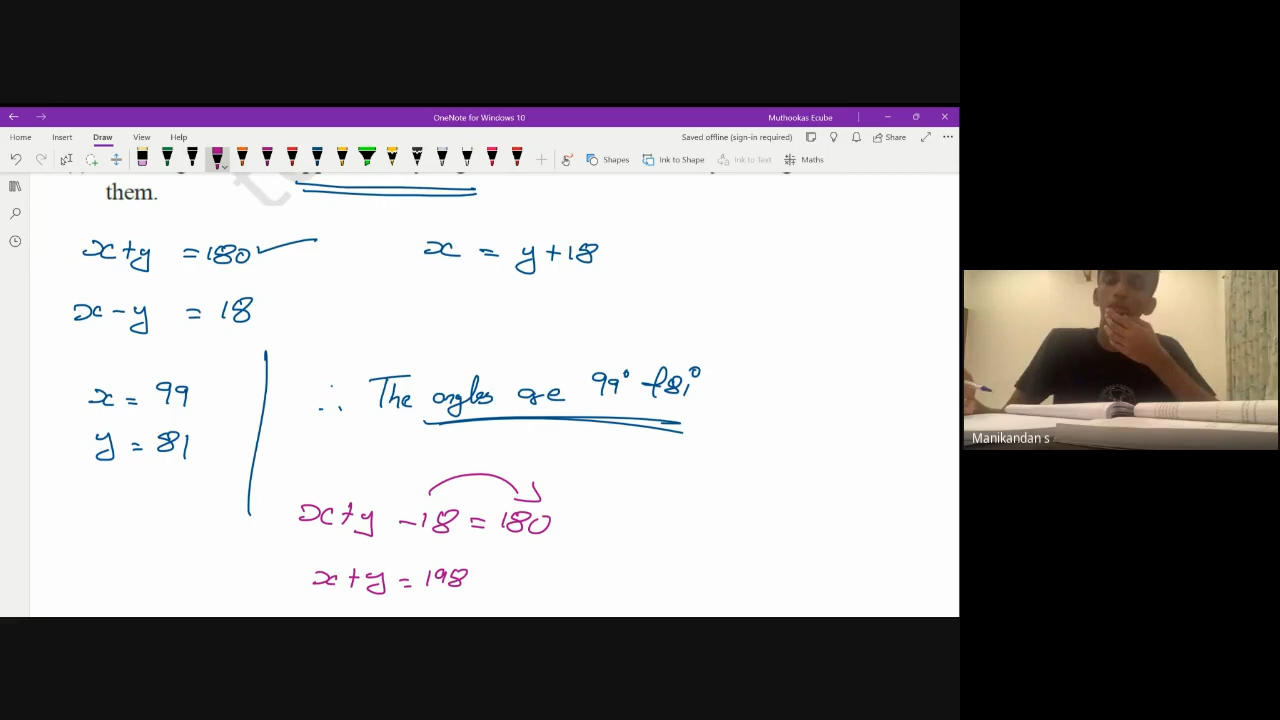 OneNote for Windows 10
Muthookas Ecube
Home Insert Draw View Help
Saved offline (sign-in required)
Share
Shapes
Ink to Shape
Ink to Text
Maths
them.
x+y = 180
x = y+18
x-y = 18
x = 99
y = 81
∴ The angles are 99° & 81°
x+y -18 = 180
x+y = 198
Manikandan s